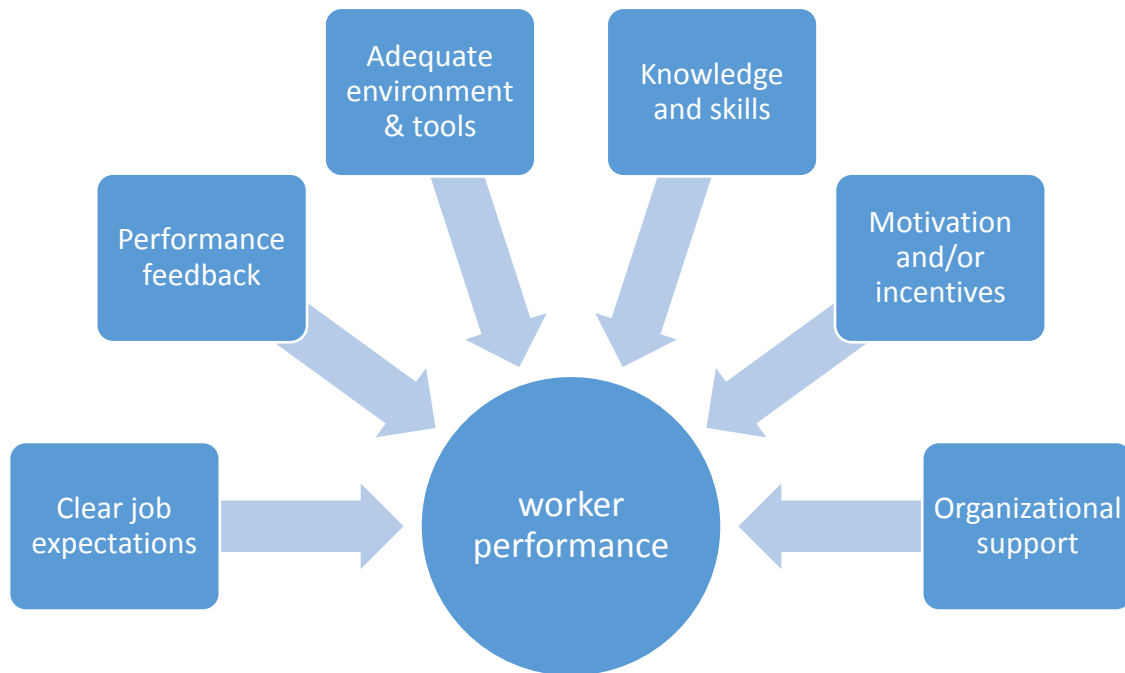 Adequate
environment
& tools
Knowledge
and skills
Performance
feedback
Motivation
and/or
incentives
Clear job
expectations
worker
performance
Organizational
support